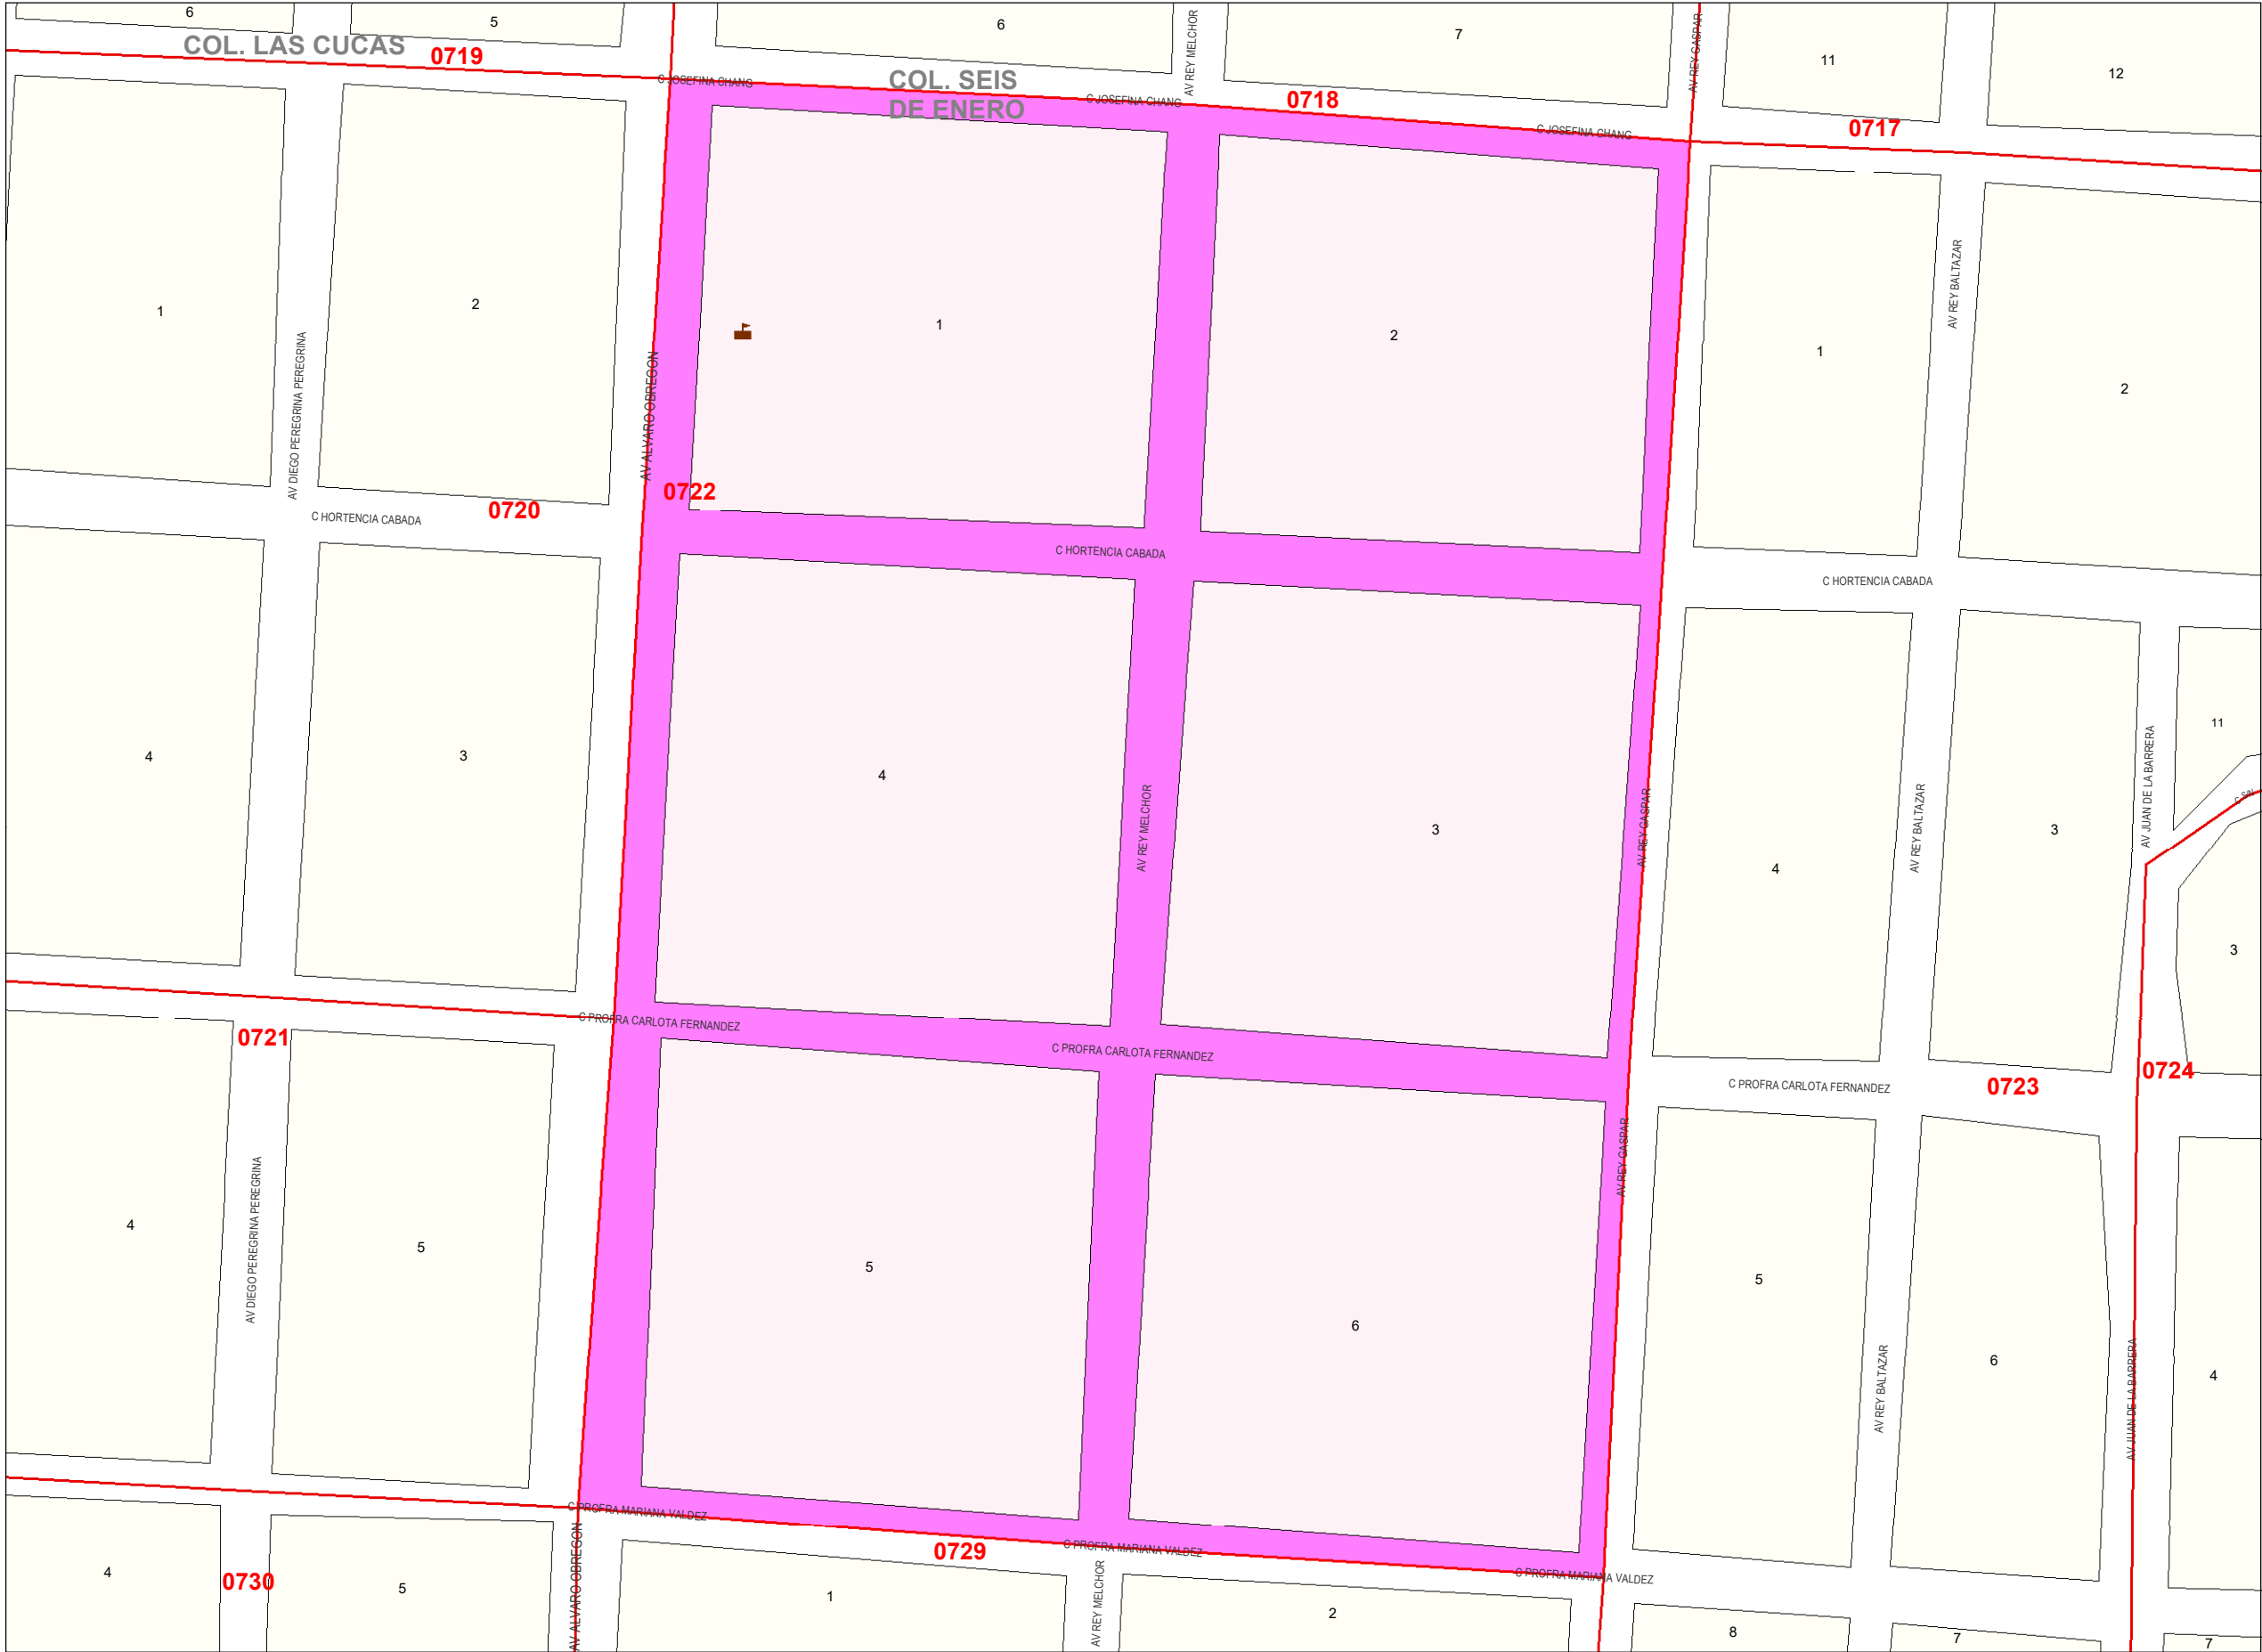 6
5
6
AV REY MELCHOR
7
AV REY GASPAR
11
12
COL. LAS CUCAS
0719
C JOSEFINA CHANG
COL. SEIS
DE ENERO
C JOSEFINA CHANG
0718
C JOSEFINA CHANG
0717
1
2
1
2
1
2
AV DIEGO PEREGRINA PEREGRINA
AV ALVARO OBREGON
AV REY BALTAZAR
0722
0720
C HORTENCIA CABADA
C HORTENCIA CABADA
C HORTENCIA CABADA
4
3
4
AV REY MELCHOR
3
AV REY GASPAR
4
AV REY BALTAZAR
3
AV JUAN DE LA BARRERA
11
C S/N
3
0721
C PROFRA CARLOTA FERNANDEZ
C PROFRA CARLOTA FERNANDEZ
C PROFRA CARLOTA FERNANDEZ
0723
0724
4
AV DIEGO PEREGRINA PEREGRINA
5
5
6
AV REY GASPAR
5
AV REY BALTAZAR
6
AV JUAN DE LA BARRERA
4
C PROFRA MARIANA VALDEZ
0729
C PROFRA MARIANA VALDEZ
C PROFRA MARIANA VALDEZ
4
0730
5
AV ALVARO OBREGON
1
AV REY MELCHOR
2
8
7
7